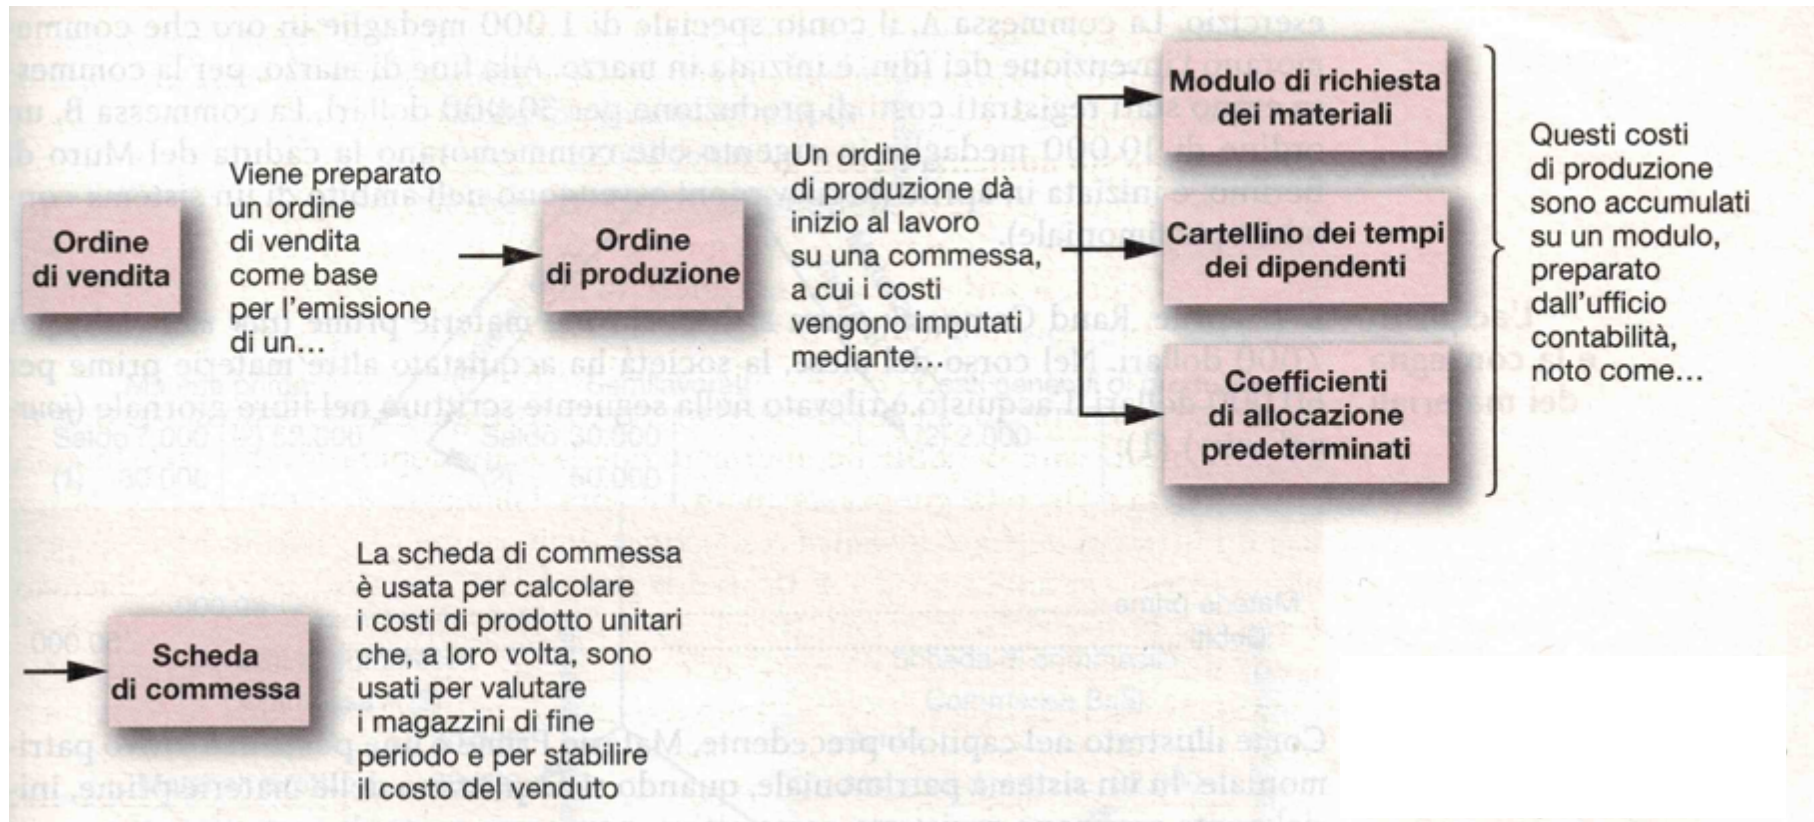 Ordine
di vendita
Viene preparato
un ordine
di vendita
come base
per l'emissione
di un...
Ordine
di produzione
Un ordine
di produzione dà
inizio al lavoro
su una commessa,
a cui i costi
vengono imputati
mediante...
Modulo di richiesta
dei materiali
Cartellino dei tempi
dei dipendenti
Coefficienti
di allocazione
predeterminati
Questi costi
di produzione
sono accumulati
su un modulo,
preparato
dall'ufficio
contabilità,
noto come...
Scheda
di commessa
La scheda di commessa
è usata per calcolare
i costi di prodotto unitari
che, a loro volta, sono
usati per valutare
i magazzini di fine
periodo e per stabilire
il costo del venduto